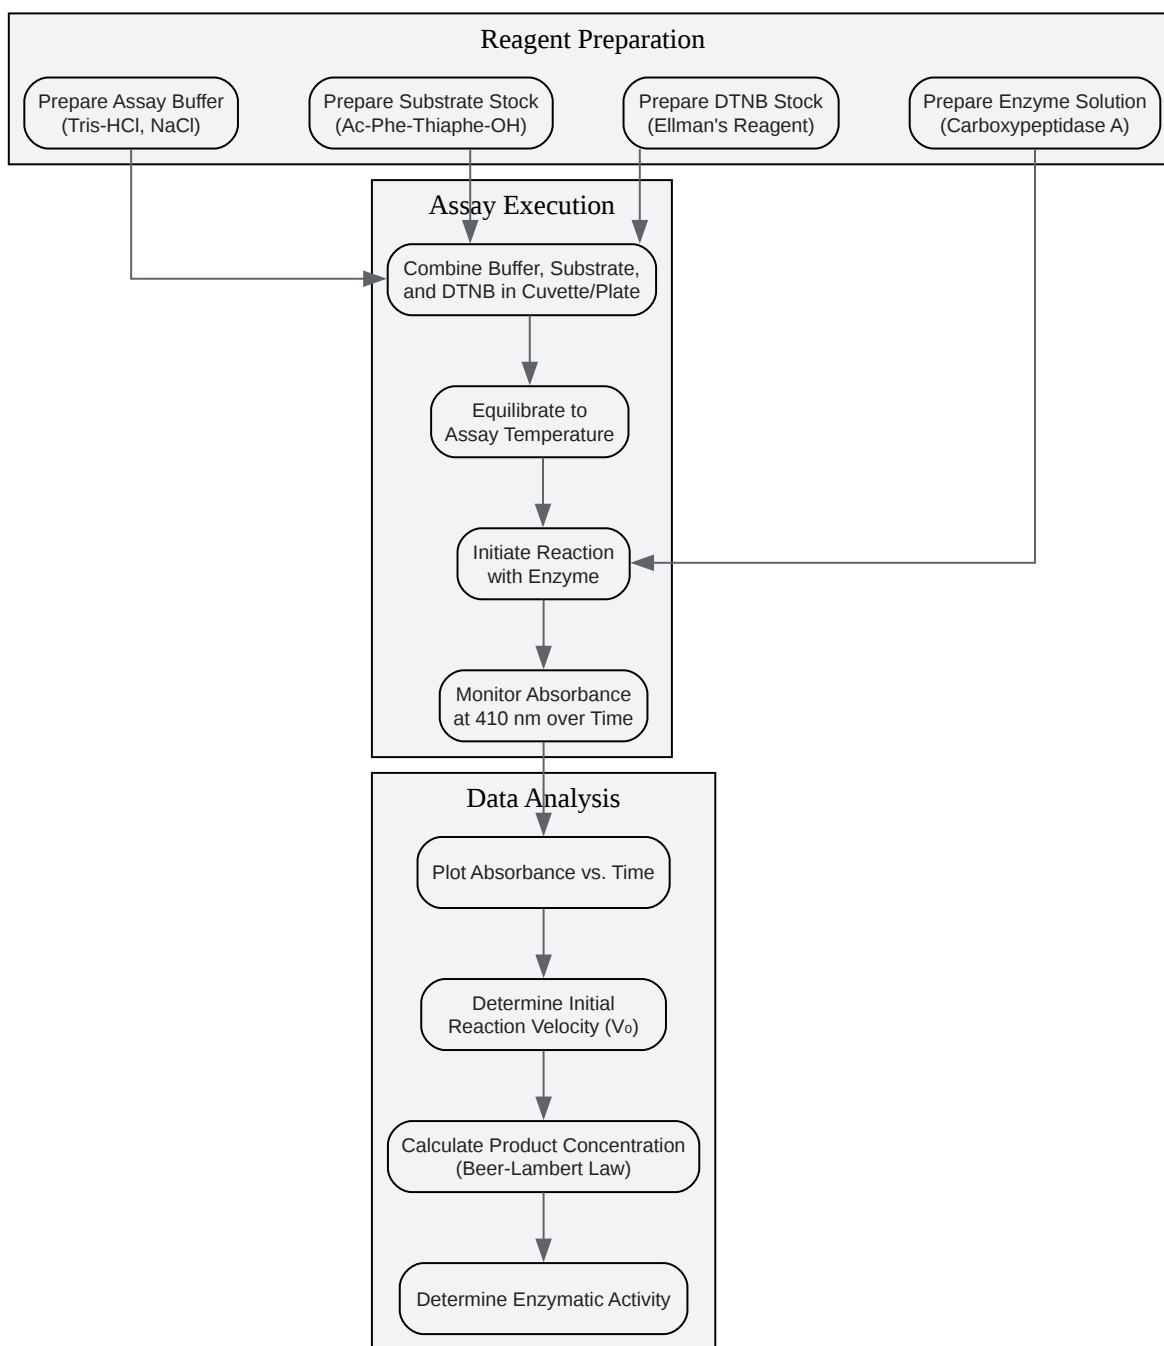 Reagent Preparation
Prepare Assay Buffer
(Tris-HCl, NaCl)
Prepare Substrate Stock
(Ac-Phe-Thiaphe-OH)
Prepare DTNB Stock
(Ellman's Reagent)
Prepare Enzyme Solution
(Carboxypeptidase A)
Assay Execution
Combine Buffer, Substrate,
and DTNB in Cuvette/Plate
Equilibrate to
Assay Temperature
Initiate Reaction
with Enzyme
Monitor Absorbance
at 410 nm over Time
Data Analysis
Plot Absorbance vs. Time
Determine Initial
Reaction Velocity (V₀)
Calculate Product Concentration
(Beer-Lambert Law)
Determine Enzymatic Activity